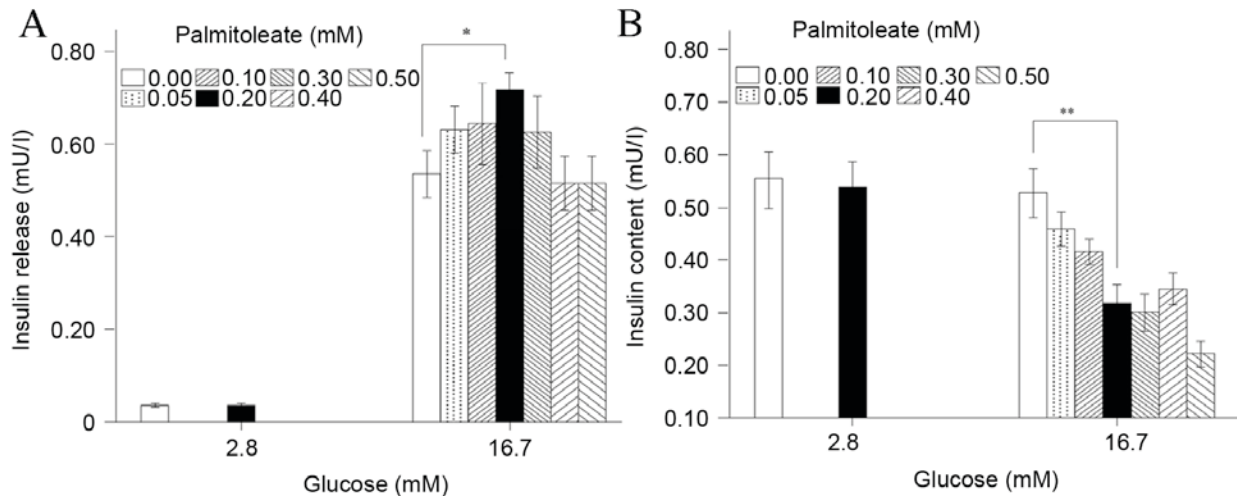 A
Palmitoleate (mM)
0.00 0.10 0.30 0.50
0.05 0.20 0.40
*
Insulin release (mU/l)
0.80
0.60
0.40
0.20
0
2.8 16.7
Glucose (mM)
B
Palmitoleate (mM)
0.00 0.10 0.30 0.50
0.05 0.20 0.40
**
Insulin content (mU/l)
0.80
0.70
0.60
0.50
0.40
0.30
0.20
0.10
2.8 16.7
Glucose (mM)